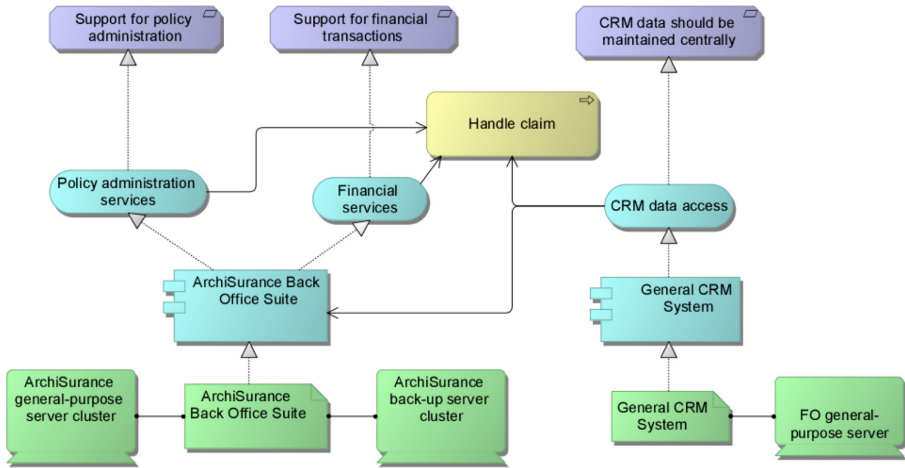 Support for policy
administration
Support for financial
transactions
CRM data should be
maintained centrally
Handle claim
Policy administration
services
Financial
services
CRM data access
ArchiSurance Back
Office Suite
General CRM
System
ArchiSurance
general-purpose
server cluster
ArchiSurance
Back Office Suite
ArchiSurance
back-up server
cluster
General CRM
System
FO general-
purpose server